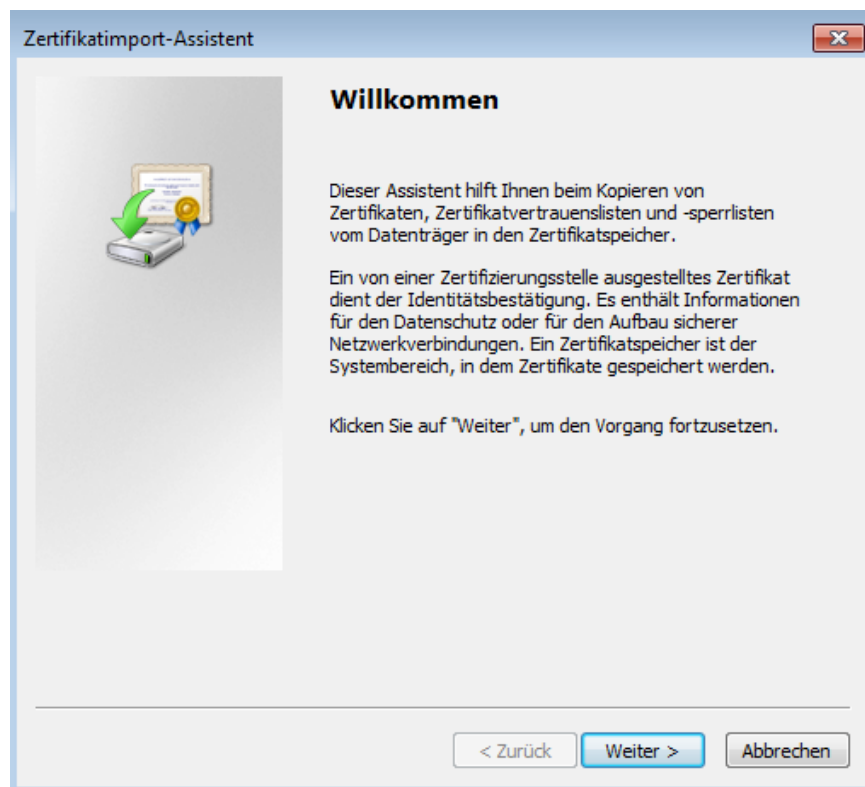 Zertifikatimport-Assistent
Willkommen
Dieser Assistent hilft Ihnen beim Kopieren von
Zertifikaten, Zertifikatvertrauenslisten und -sperrlisten
vom Datenträger in den Zertifikatspeicher.
Ein von einer Zertifizierungsstelle ausgestelltes Zertifikat
dient der Identitätsbestätigung. Es enthält Informationen
für den Datenschutz oder für den Aufbau sicherer
Netzwerkverbindungen. Ein Zertifikatspeicher ist der
Systembereich, in dem Zertifikate gespeichert werden.
Klicken Sie auf "Weiter", um den Vorgang fortzusetzen.
< Zurück Weiter > Abbrechen